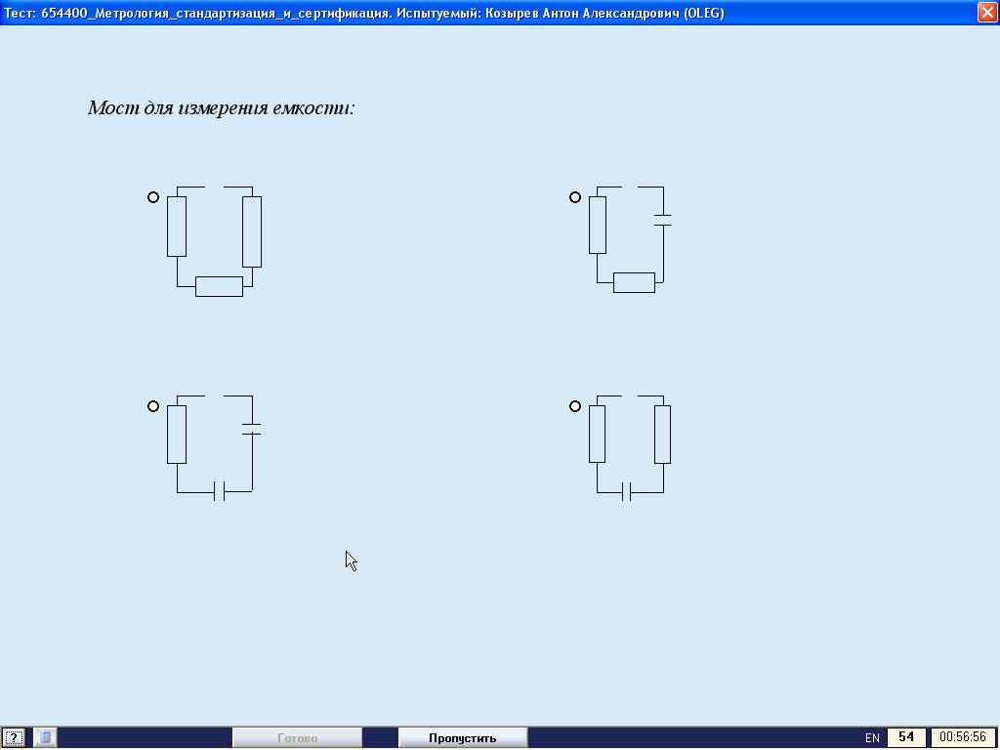 Тест: 654400_Метрология_стандартизация_и_сертификация. Испытуемый: Козырев Антон Александрович (OLEG)
Мост для измерения емкости:
?
Готово
Пропустить
EN
54
00:56:56